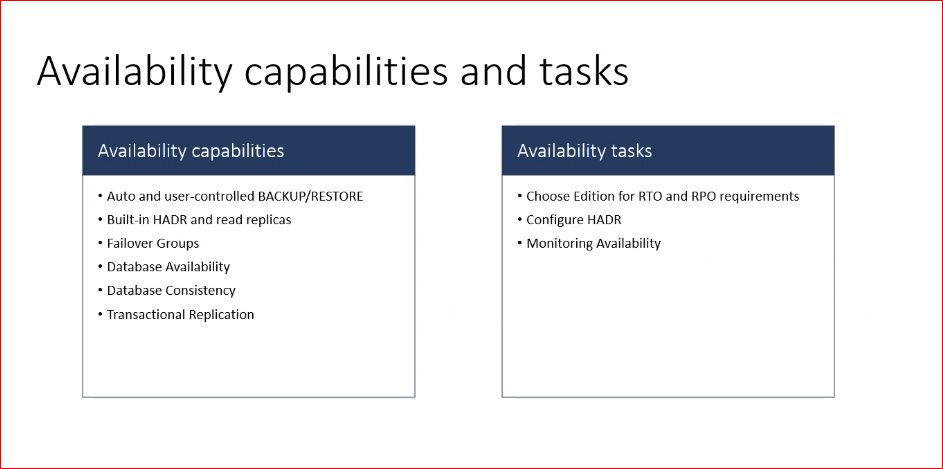 Availability capabilities and tasks
Availability capabilities
• Auto and user-controlled BACKUP/RESTORE
• Built-in HADR and read replicas
• Failover Groups
• Database Availability
• Database Consistency
• Transactional Replication
Availability tasks
• Choose Edition for RTO and RPO requirements
• Configure HADR
• Monitoring Availability